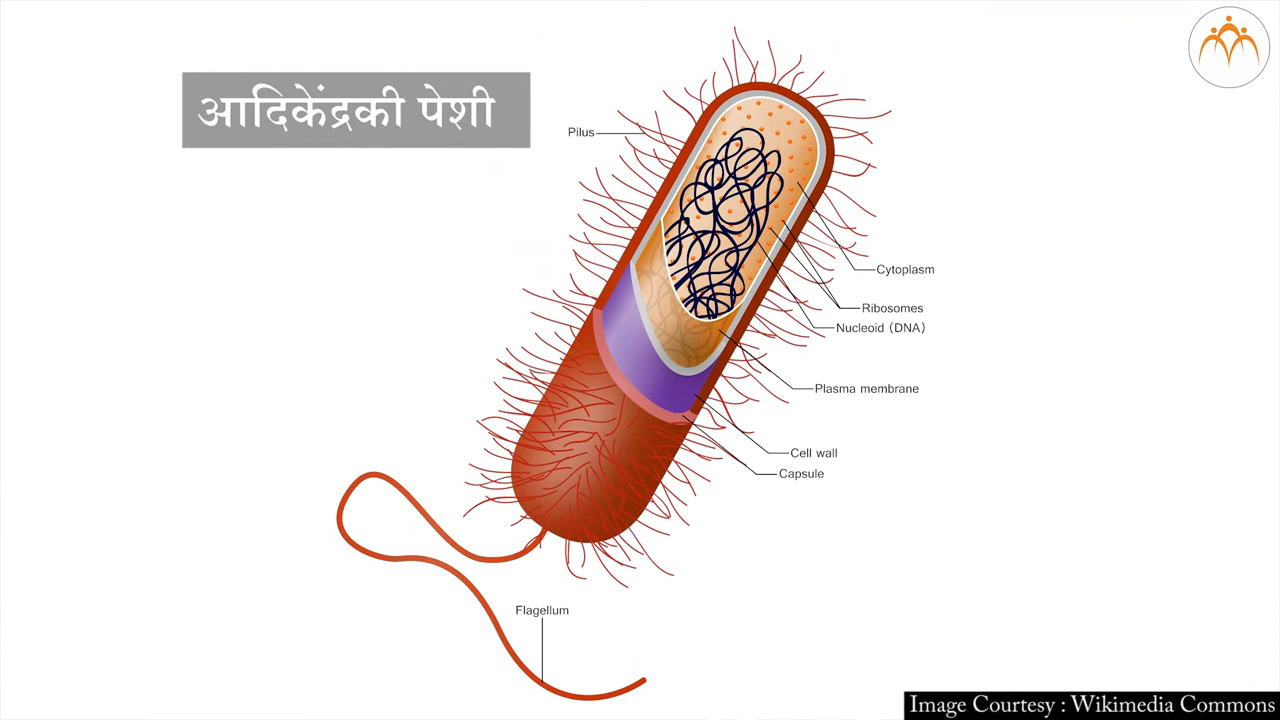 आदिकेंद्रकी पेशी
Pilus
Cytoplasm
Ribosomes
Nucleoid (DNA)
Plasma membrane
Cell wall
Capsule
Flagellum
Image Courtesy : Wikimedia Commons